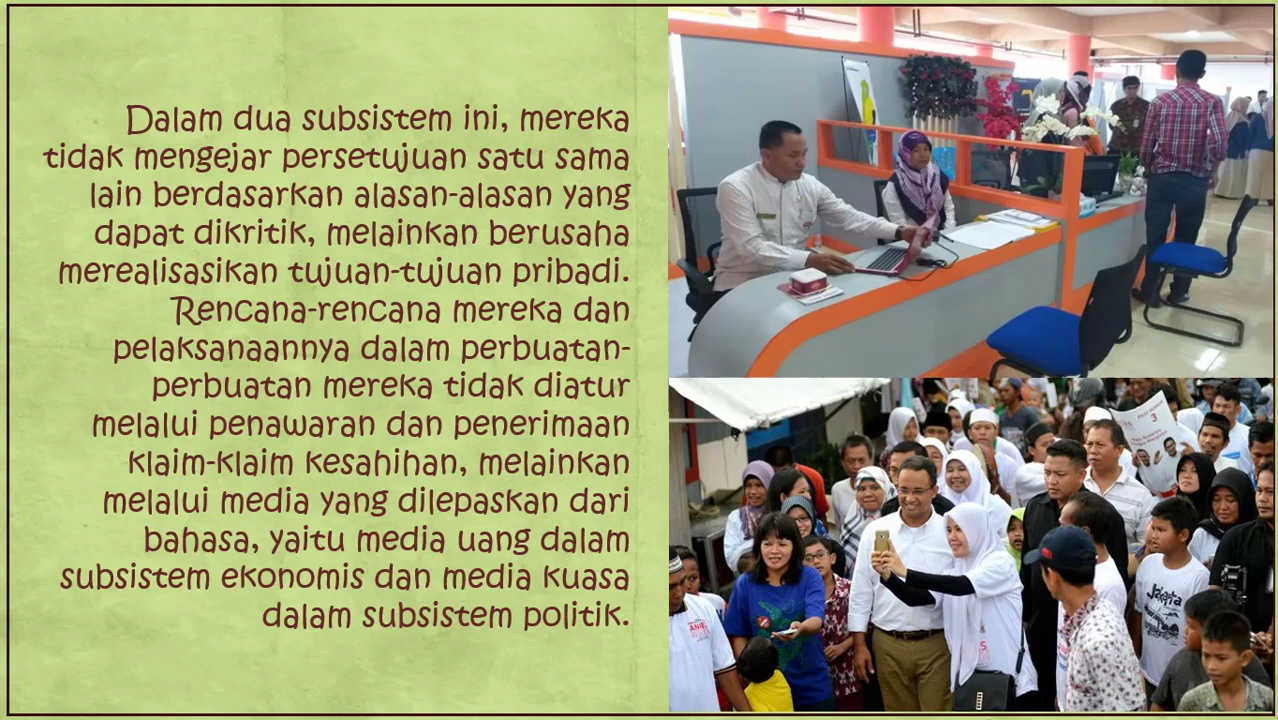 Dalam dua subsistem ini, mereka
tidak mengejar persetujuan satu sama
lain berdasarkan alasan-alasan yang
dapat dikritik, melainkan berusaha
merealisasikan tujuan-tujuan pribadi.
Rencana-rencana mereka dan
pelaksanaannya dalam perbuatan-
perbuatan mereka tidak diatur
melalui penawaran dan penerimaan
klaim-klaim kesahihan, melainkan
melalui media yang dilepaskan dari
bahasa, yaitu media uang dalam
subsistem ekonomis dan media kuasa
dalam subsistem politik.
3
Jakarta